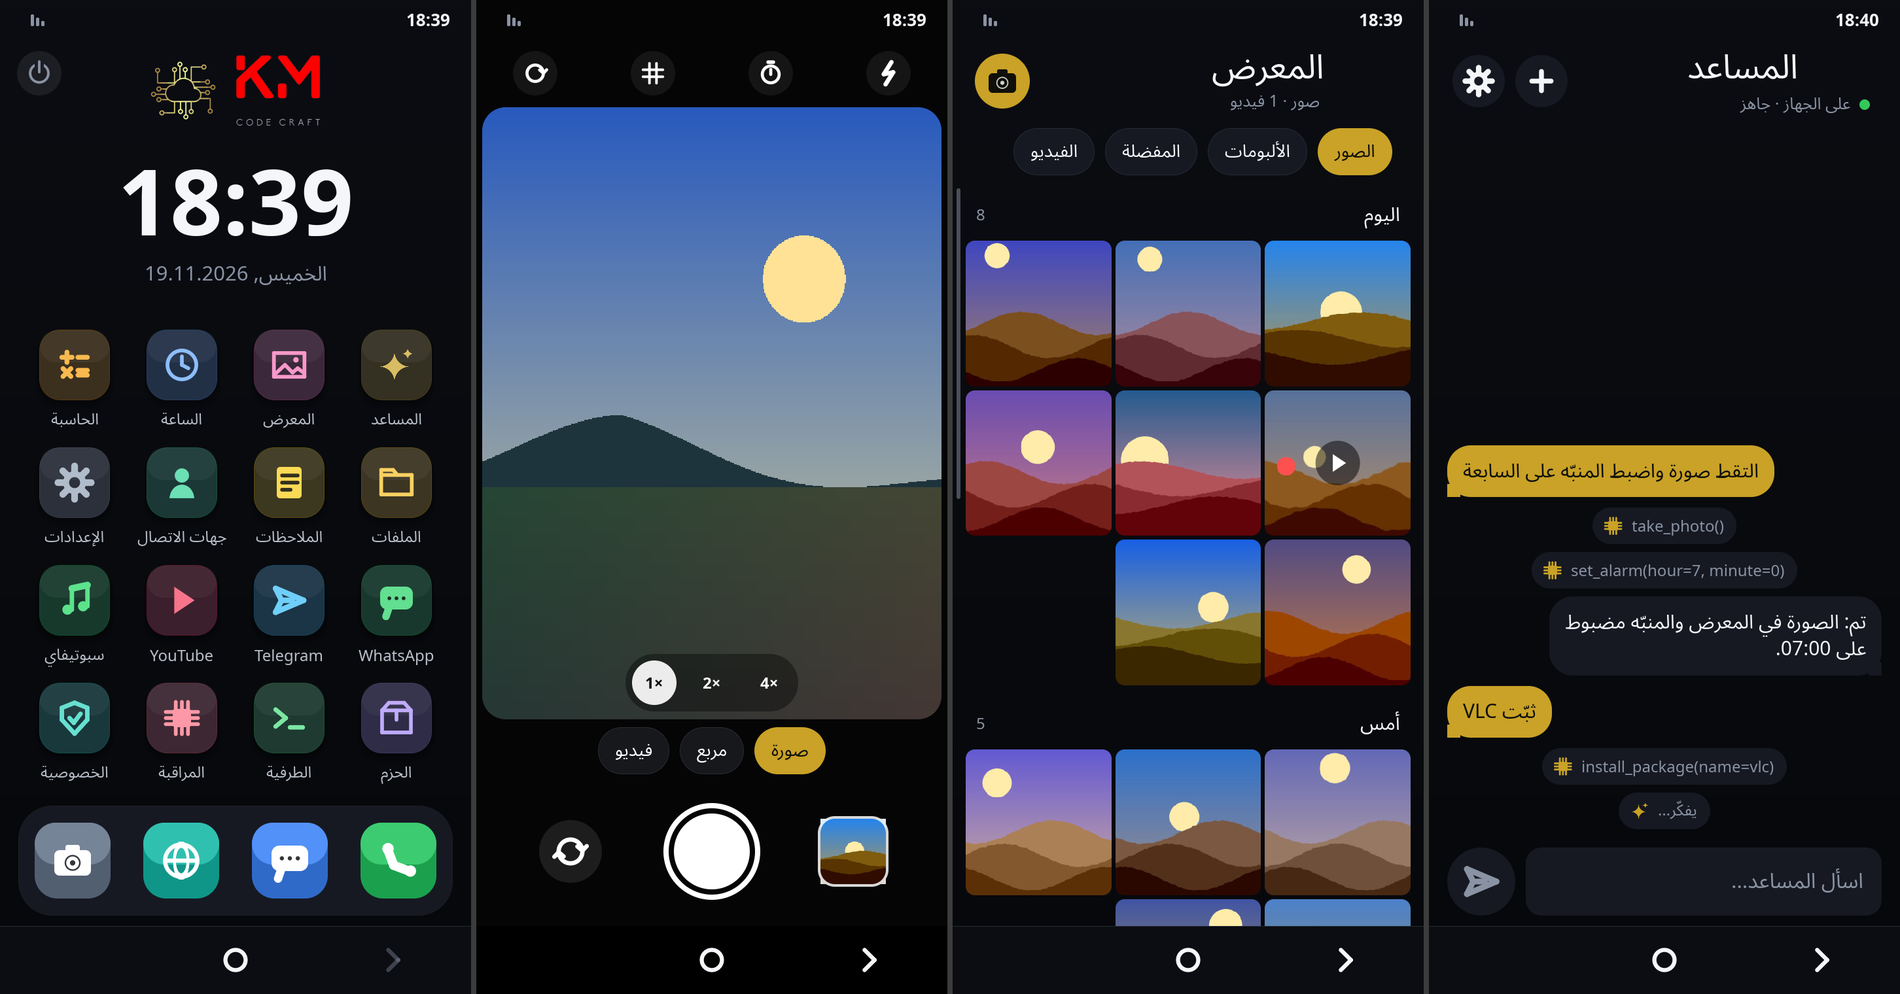 18:39
KM
CODE CRAFT
18:39
الخميس, 19.11.2026
المساعد
المعرض
الساعة
الحاسبة
الملفات
الملاحظات
جهات الاتصال
الإعدادات
WhatsApp
Telegram
YouTube
سبوتيفاي
الحزم
الطرفية
المراقبة
الخصوصية
18:39
1×
2×
4×
صورة
مربع
فيديو
18:39
المعرض
صور · 1 فيديو
الصور
الألبومات
المفضلة
الفيديو
اليوم
8
أمس
5
18:40
المساعد
على الجهاز · جاهز
التقط صورة واضبط المنبّه على السابعة
take_photo()
set_alarm(hour=7, minute=0)
تم: الصورة في المعرض والمنبّه مضبوط
على 07:00.
ثبّت VLC
install_package(name=vlc)
يفكّر...
اسأل المساعد...